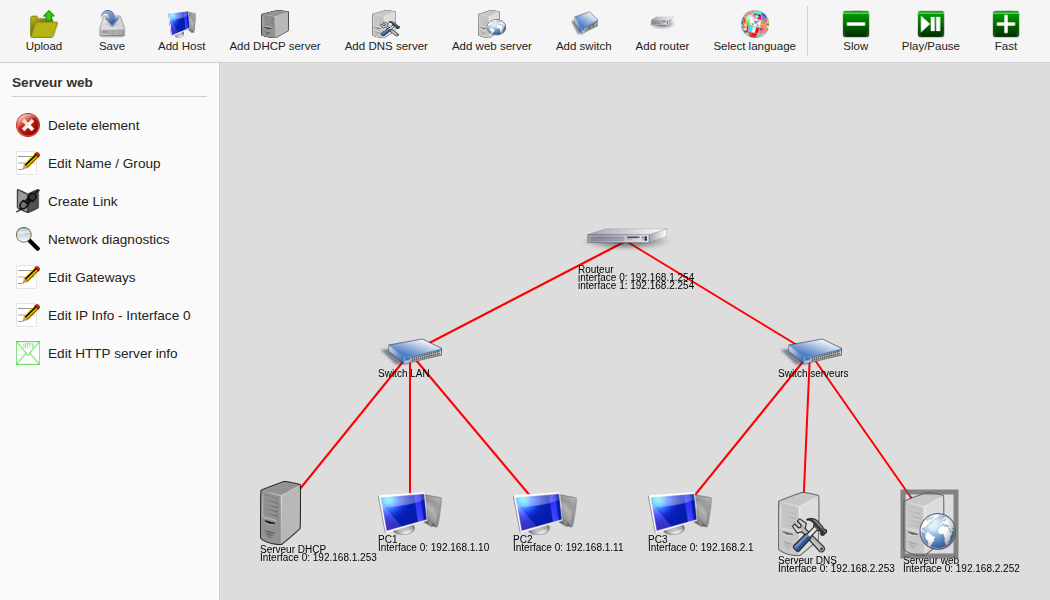 Upload
Save
Add Host
Add DHCP server
Add DNS server
Add web server
Add switch
Add router
Select language
Slow
Play/Pause
Fast
Serveur web
Delete element
Edit Name / Group
Create Link
Network diagnostics
Edit Gateways
Edit IP Info - Interface 0
Edit HTTP server info
Routeur
interface 0: 192.168.1.254
interface 1: 192.168.2.254
Switch LAN
Switch serveurs
Serveur DHCP
Interface 0: 192.168.1.253
PC1
Interface 0: 192.168.1.10
PC2
Interface 0: 192.168.1.11
PC3
Interface 0: 192.168.2.1
Serveur DNS
Interface 0: 192.168.2.253
Serveur web
Interface 0: 192.168.2.252